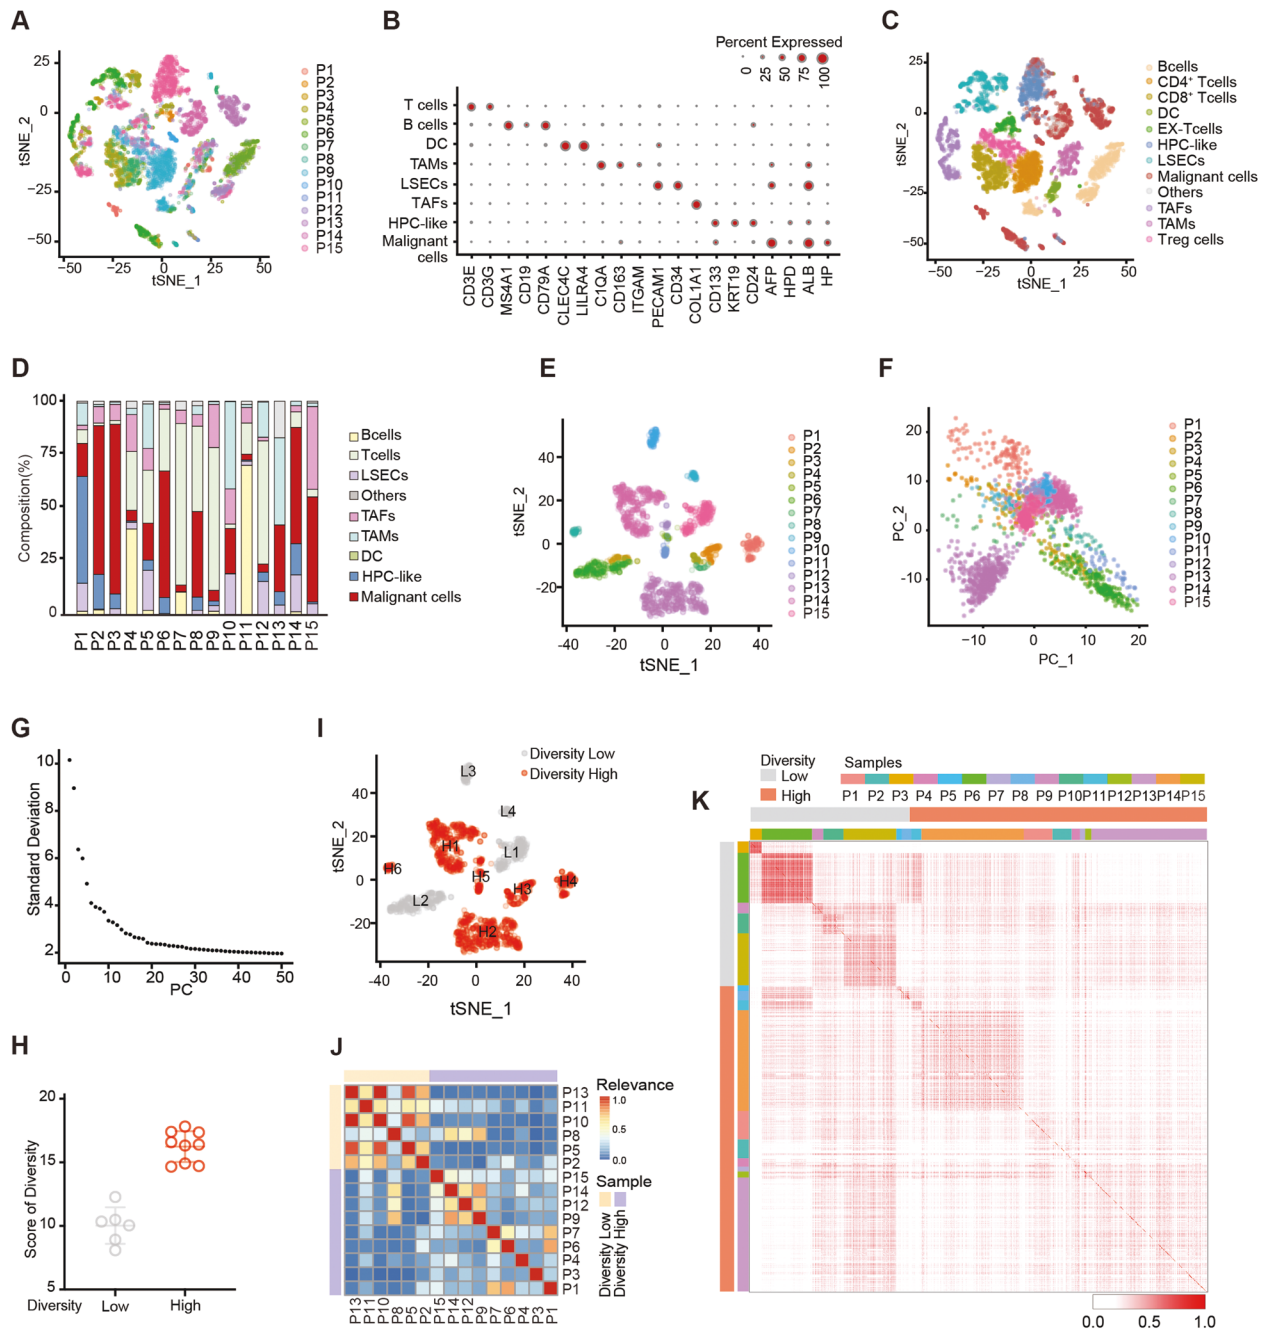 A
tSNE_2
25
0
−25
−50
−50
−25
0
25
50
tSNE_1
P1
P2
P3
P4
P5
P6
P7
P8
P9
P10
P11
P12
P13
P14
P15
B
Percent Expressed
0
25
50
75
100
T cells
B cells
DC
TAMs
LSECs
TAFs
HPC-like
Malignant
cells
CD3E
CD3G
MS4A1
CD19
CD79A
CLEC4C
LILRA4
C1QA
CD163
ITGAM
PECAM1
CD34
COL1A1
CD133
KRT19
CD24
AFP
HPD
ALB
HP
C
tSNE_2
25
0
−25
−50
−50
−25
0
25
50
tSNE_1
Bcells
CD4⁺ Tcells
CD8⁺ Tcells
DC
EX-Tcells
HPC-like
LSECs
Malignant cells
Others
TAFs
TAMs
Treg cells
D
Composition(%)
100
75
50
25
0
P1
P2
P3
P4
P5
P6
P7
P8
P9
P10
P11
P12
P13
P14
P15
Bcells
Tcells
LSECs
Others
TAFs
TAMs
DC
HPC-like
Malignant cells
E
tSNE_2
40
20
0
-20
-40
-20
0
20
40
tSNE_1
P1
P2
P3
P4
P5
P6
P7
P8
P9
P10
P11
P12
P13
P14
P15
F
PC_2
20
10
0
-10
−10
0
10
20
PC_1
P1
P2
P3
P4
P5
P6
P7
P8
P9
P10
P11
P12
P13
P14
P15
G
Standard Deviation
10
8
6
4
2
0
10
20
30
40
50
PC
I
Diversity Low
Diversity High
tSNE_2
40
20
0
-20
-40
-20
0
20
40
tSNE_1
L3
L4
H1
L1
H6
H5
H3
H4
L2
H2
H
Score of Diversity
20
15
10
5
Diversity
Low
High
J
P13
P11
P10
P8
P5
P2
P15
P14
P12
P9
P7
P6
P4
P3
P1
P13
P11
P10
P8
P5
P2
P15
P14
P12
P9
P7
P6
P4
P3
P1
Relevance
1.0
0.5
0.0
Sample
Diversity Low
Diversity High
K
Diversity
Low
High
Samples
P1 P2 P3 P4 P5 P6 P7 P8 P9 P10 P11 P12 P13 P14 P15
0.0
0.5
1.0